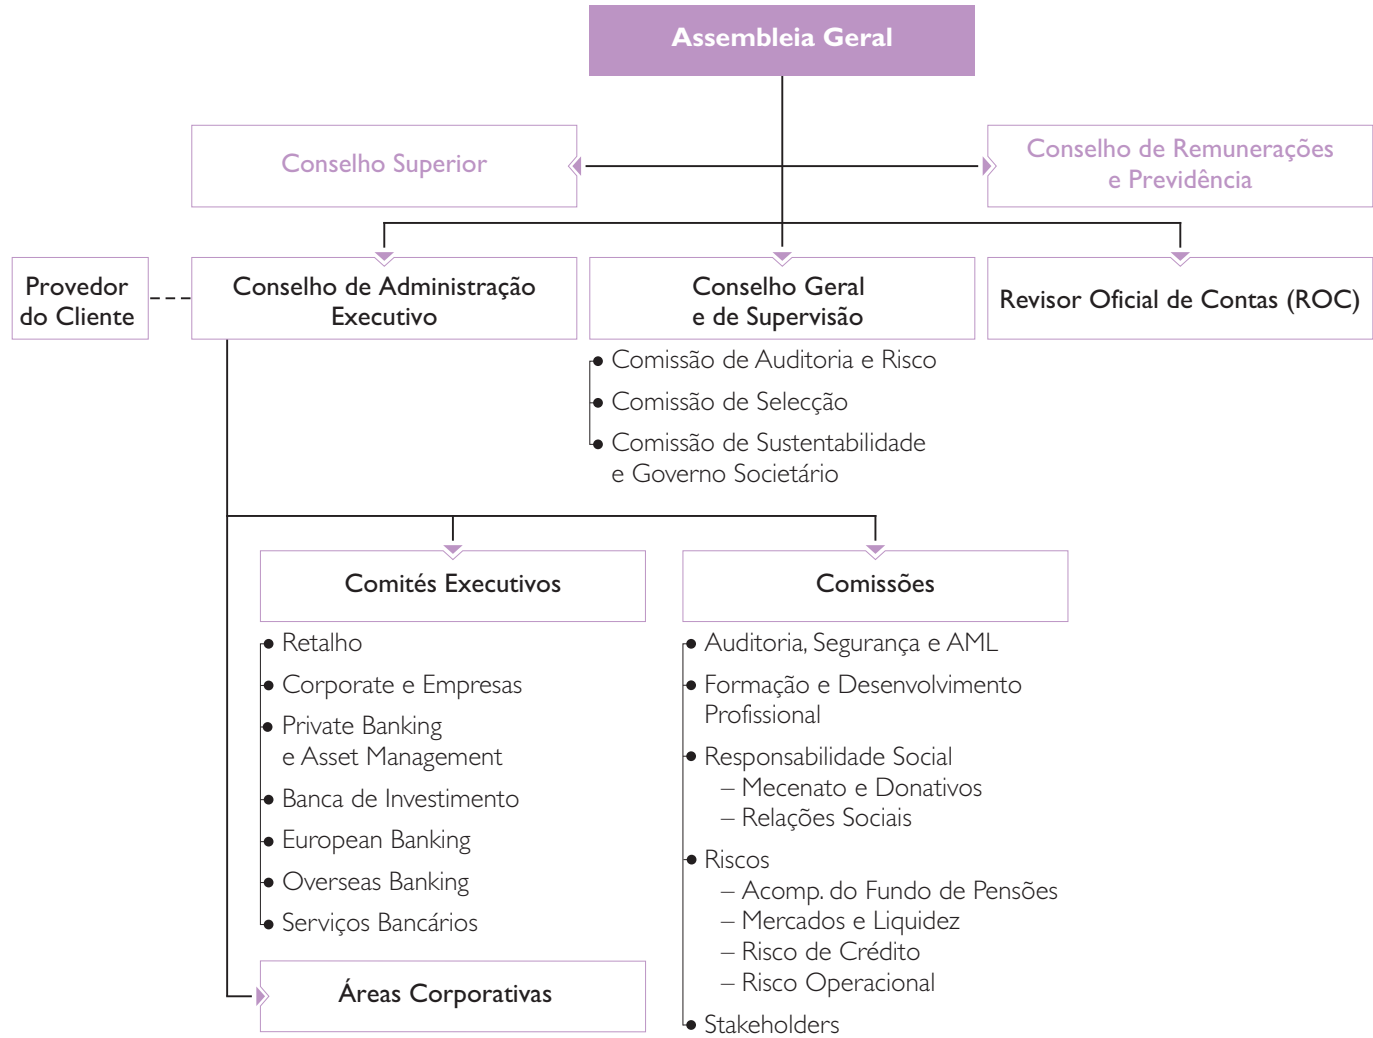 Assembleia Geral
Conselho Superior
Conselho de Remunerações
e Previdência
Provedor
do Cliente
Conselho de Administração
Executivo
Conselho Geral
e de Supervisão
Revisor Oficial de Contas (ROC)
• Comissão de Auditoria e Risco
• Comissão de Selecção
• Comissão de Sustentabilidade
e Governo Societário
Comités Executivos
• Retalho
• Corporate e Empresas
• Private Banking
e Asset Management
• Banca de Investimento
• European Banking
• Overseas Banking
• Serviços Bancários
Áreas Corporativas
Comissões
• Auditoria, Segurança e AML
• Formação e Desenvolvimento
Profissional
• Responsabilidade Social
– Mecenato e Donativos
– Relações Sociais
• Riscos
– Acomp. do Fundo de Pensões
– Mercados e Liquidez
– Risco de Crédito
– Risco Operacional
• Stakeholders